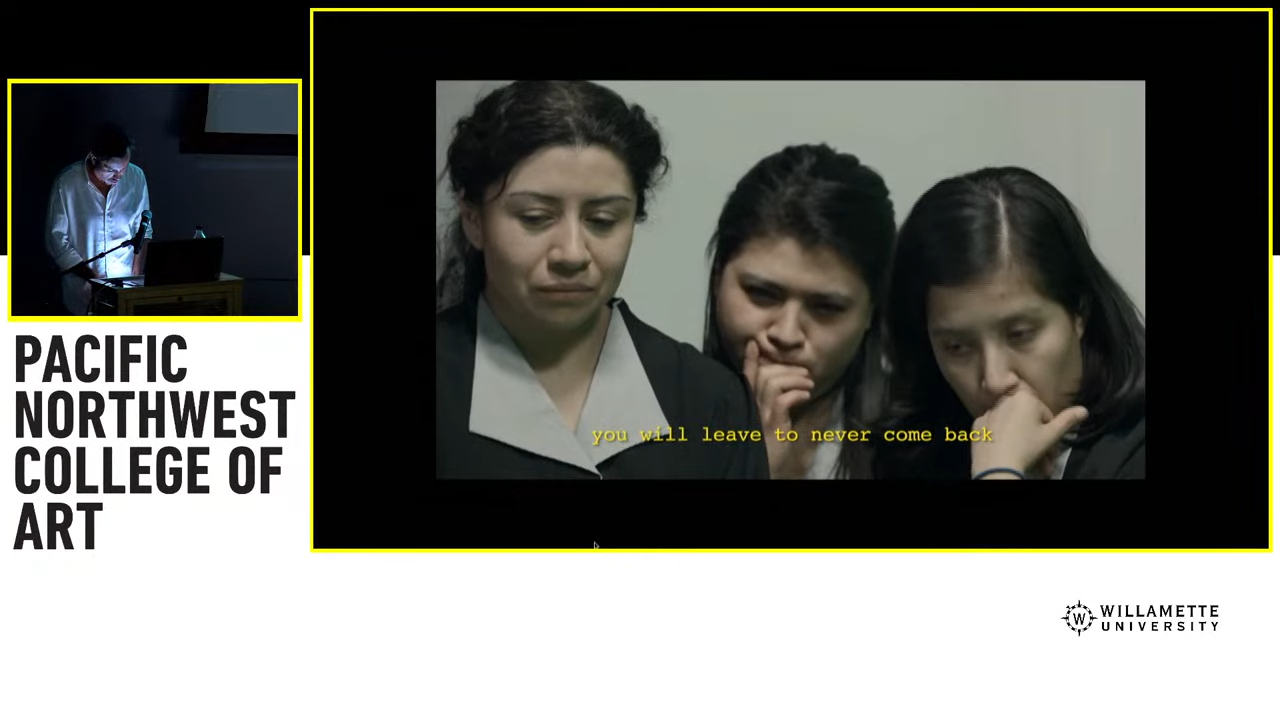 you will leave to never come back
PACIFIC
NORTHWEST
COLLEGE OF
ART
W
WILLAMETTE
UNIVERSITY